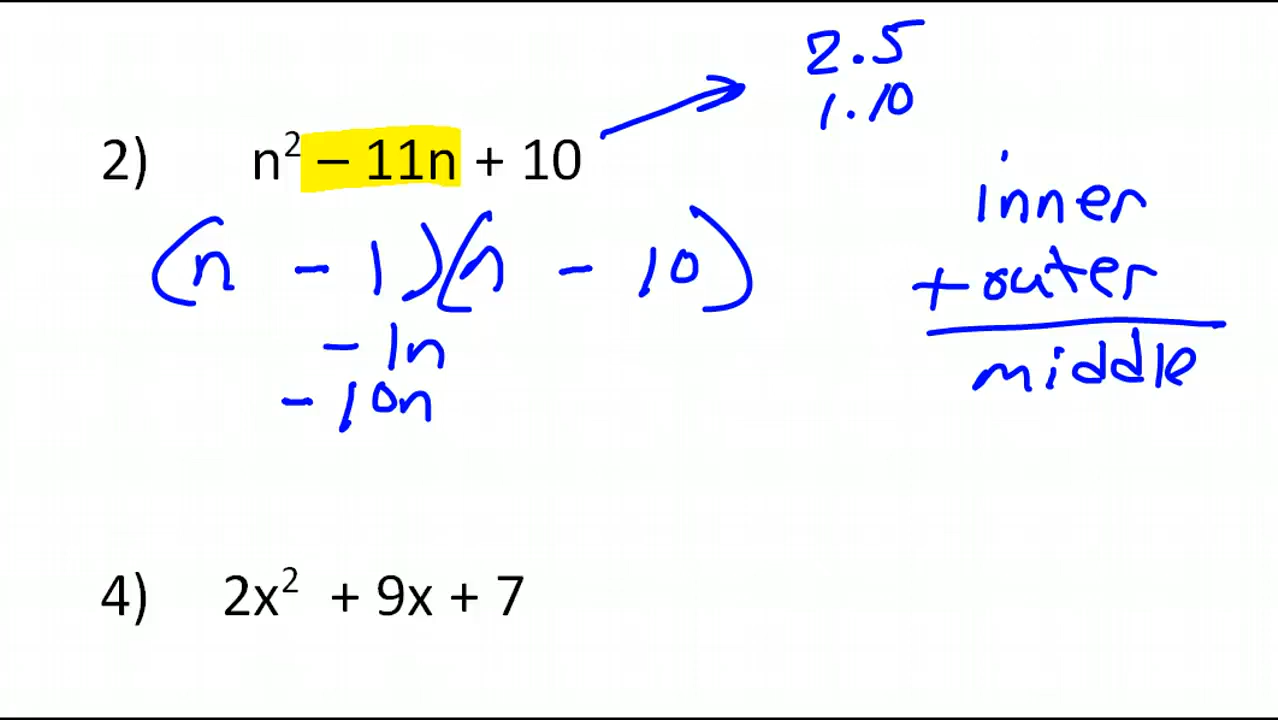 2 . 5
1 . 10
2) n² – 11n + 10
inner
(n - 1)(n - 10)
+ outer
- 1n
middle
- 10n
4) 2x² + 9x + 7